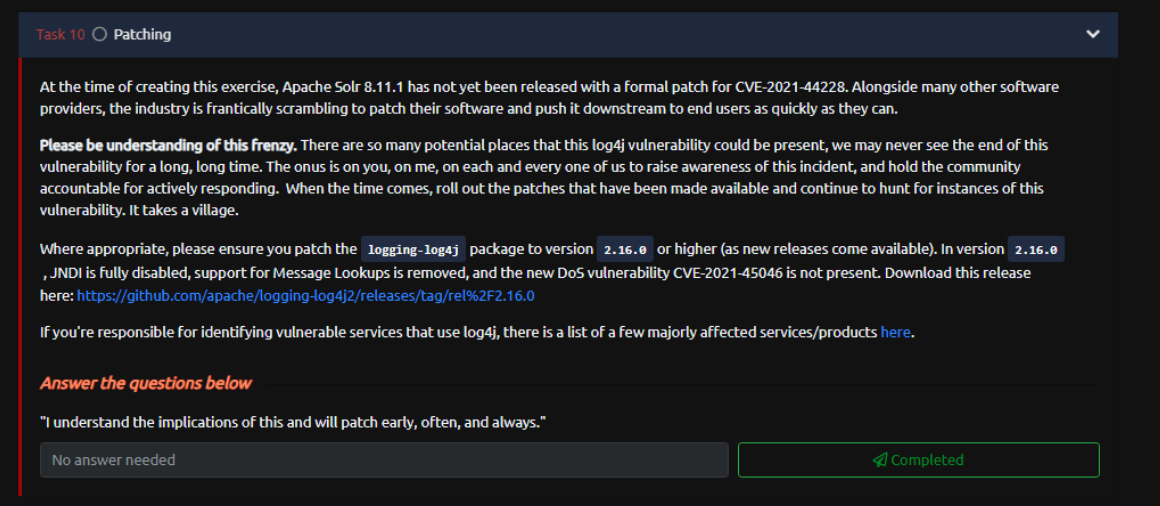 Task 10 Patching
At the time of creating this exercise, Apache Solr 8.11.1 has not yet been released with a formal patch for CVE-2021-44228. Alongside many other software
providers, the industry is frantically scrambling to patch their software and push it downstream to end users as quickly as they can.
Please be understanding of this frenzy. There are so many potential places that this log4j vulnerability could be present, we may never see the end of this
vulnerability for a long, long time. The onus is on you, on me, on each and every one of us to raise awareness of this incident, and hold the community
accountable for actively responding. When the time comes, roll out the patches that have been made available and continue to hunt for instances of this
vulnerability. It takes a village.
Where appropriate, please ensure you patch the logging-log4j package to version 2.16.0 or higher (as new releases come available). In version 2.16.0
, JNDI is fully disabled, support for Message Lookups is removed, and the new DoS vulnerability CVE-2021-45046 is not present. Download this release
here: https://github.com/apache/logging-log4j2/releases/tag/rel%2F2.16.0
If you're responsible for identifying vulnerable services that use log4j, there is a list of a few majorly affected services/products here.
Answer the questions below
"I understand the implications of this and will patch early, often, and always."
No answer needed
Completed